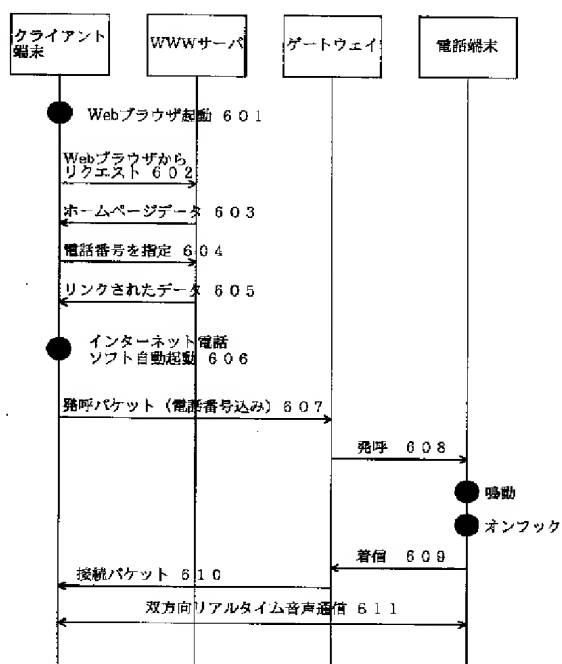 クライアント
端末
WWWサーバ
ゲートウェイ
電話端末
Webブラウザ起動 601
Webブラウザから
リクエスト 602
ホームページデータ 603
電話番号を指定 604
リンクされたデータ 605
インターネット電話
ソフト自動起動 606
発呼パケット（電話番号込み）607
発呼 608
鳴動
オンフック
着信 609
接続パケット 610
双方向リアルタイム音声通信 611